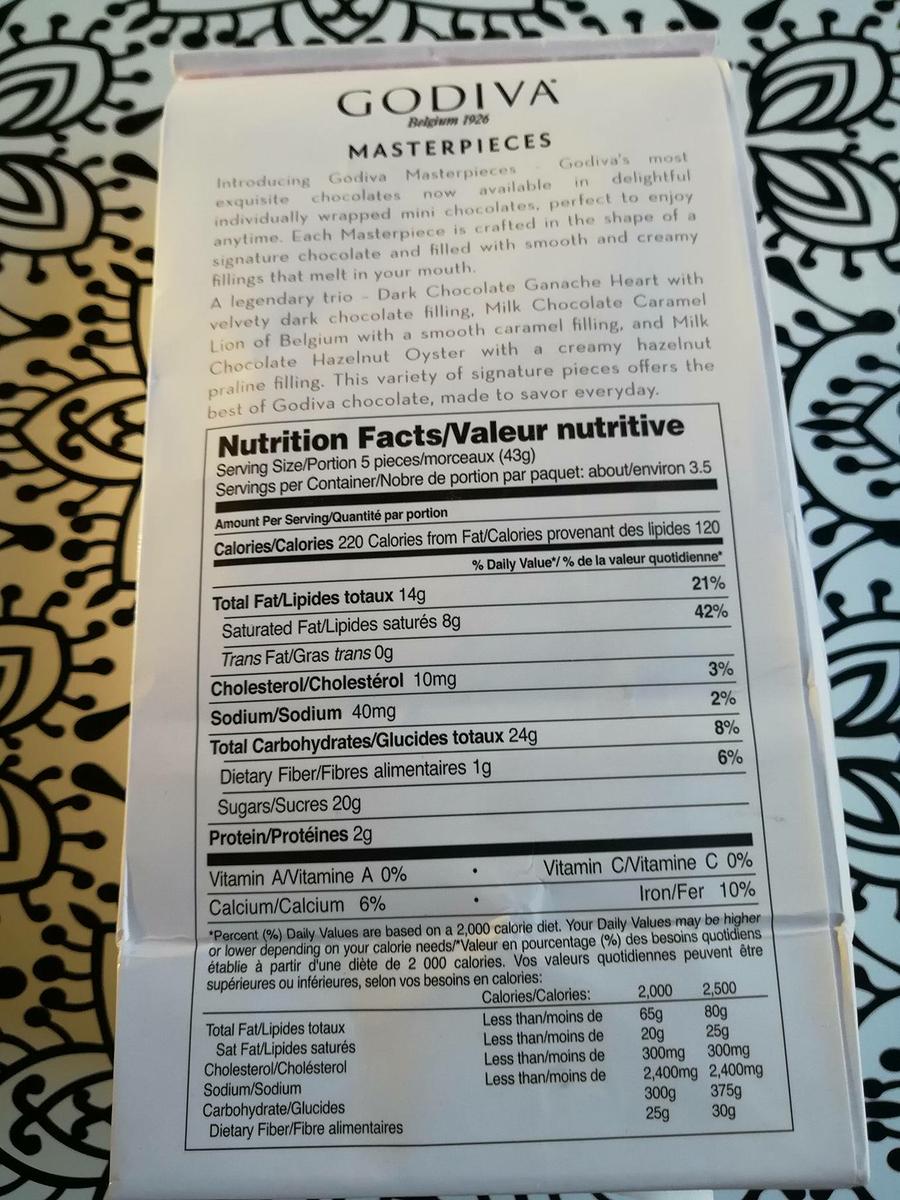 GODIVA
Belgium 1926
MASTERPIECES
Introducing Godiva Masterpieces - Godiva's most
exquisite chocolates now available in delightful
individually wrapped mini chocolates, perfect to enjoy
anytime. Each Masterpiece is crafted in the shape of a
signature chocolate and filled with smooth and creamy
fillings that melt in your mouth.
A legendary trio - Dark Chocolate Ganache Heart with
velvety dark chocolate filling, Milk Chocolate Caramel
Lion of Belgium with a smooth caramel filling, and Milk
Chocolate Hazelnut Oyster with a creamy hazelnut
praline filling. This variety of signature pieces offers the
best of Godiva chocolate, made to savor everyday.
Nutrition Facts/Valeur nutritive
Serving Size/Portion 5 pieces/morceaux (43g)
Servings per Container/Nobre de portion par paquet: about/environ 3.5
Amount Per Serving/Quantité par portion
Calories/Calories 220 Calories from Fat/Calories provenant des lipides 120
% Daily Value*/ % de la valeur quotidienne*
Total Fat/Lipides totaux 14g 21%
Saturated Fat/Lipides saturés 8g 42%
Trans Fat/Gras trans 0g
Cholesterol/Cholestérol 10mg 3%
Sodium/Sodium 40mg 2%
Total Carbohydrates/Glucides totaux 24g 8%
Dietary Fiber/Fibres alimentaires 1g 6%
Sugars/Sucres 20g
Protein/Protéines 2g
Vitamin A/Vitamine A 0% • Vitamin C/Vitamine C 0%
Calcium/Calcium 6% • Iron/Fer 10%
*Percent (%) Daily Values are based on a 2,000 calorie diet. Your Daily Values may be higher
or lower depending on your calorie needs/*Valeur en pourcentage (%) des besoins quotidiens
établie à partir d'une diète de 2 000 calories. Vos valeurs quotidiennes peuvent être
supérieures ou inférieures, selon vos besoins en calories:
Calories/Calories: 2,000 2,500
Total Fat/Lipides totaux Less than/moins de 65g 80g
Sat Fat/Lipides saturés Less than/moins de 20g 25g
Cholesterol/Cholésterol Less than/moins de 300mg 300mg
Sodium/Sodium Less than/moins de 2,400mg 2,400mg
Carbohydrate/Glucides 300g 375g
Dietary Fiber/Fibre alimentaires 25g 30g